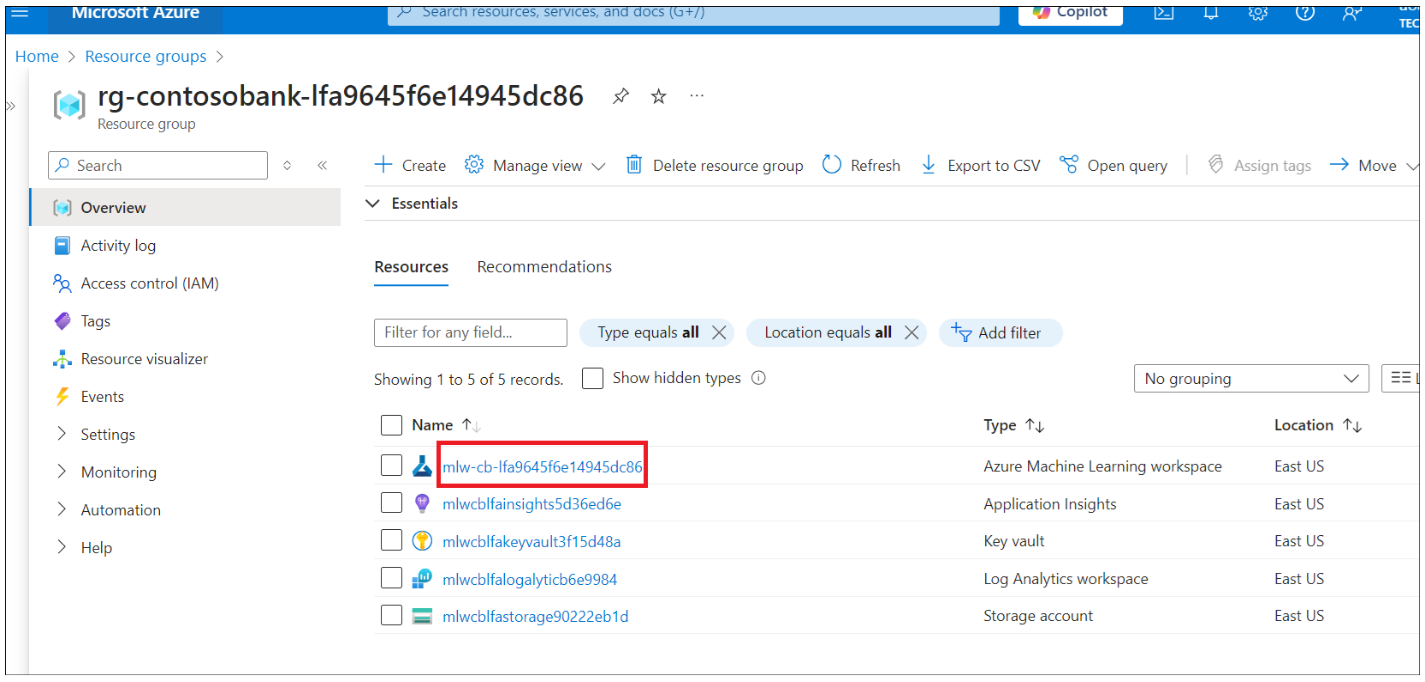 Microsoft Azure
Search resources, services, and docs (G+/)
Copilot
TEC
Home > Resource groups >
rg-contosobank-lfa9645f6e14945dc86
Resource group
Search
Create Manage view Delete resource group Refresh Export to CSV Open query Assign tags Move
Overview
Essentials
Activity log
Access control (IAM)
Tags
Resource visualizer
Events
Settings
Monitoring
Automation
Help
Resources Recommendations
Filter for any field... Type equals all Location equals all Add filter
Showing 1 to 5 of 5 records. Show hidden types No grouping
Name Type Location
mlw-cb-lfa9645f6e14945dc86 Azure Machine Learning workspace East US
mlwcblfainsights5d36ed6e Application Insights East US
mlwcblfakeyvault3f15d48a Key vault East US
mlwcblfalogalyticb6e9984 Log Analytics workspace East US
mlwcblfastorage90222eb1d Storage account East US